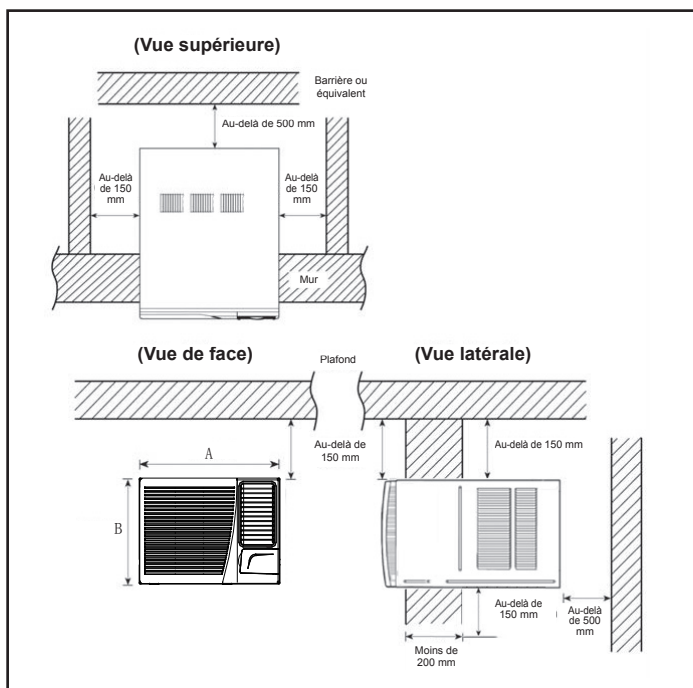 (Vue supérieure)
Barrière ou
équivalent
Au-delà de 500 mm
Au-delà
de 150
mm
Au-delà
de 150
mm
Mur
(Vue de face)
Plafond
(Vue latérale)
Au-delà de
150 mm
Au-delà de 150 mm
A
B
Au-delà de
150 mm
Au-delà
de 500
mm
Moins de
200 mm